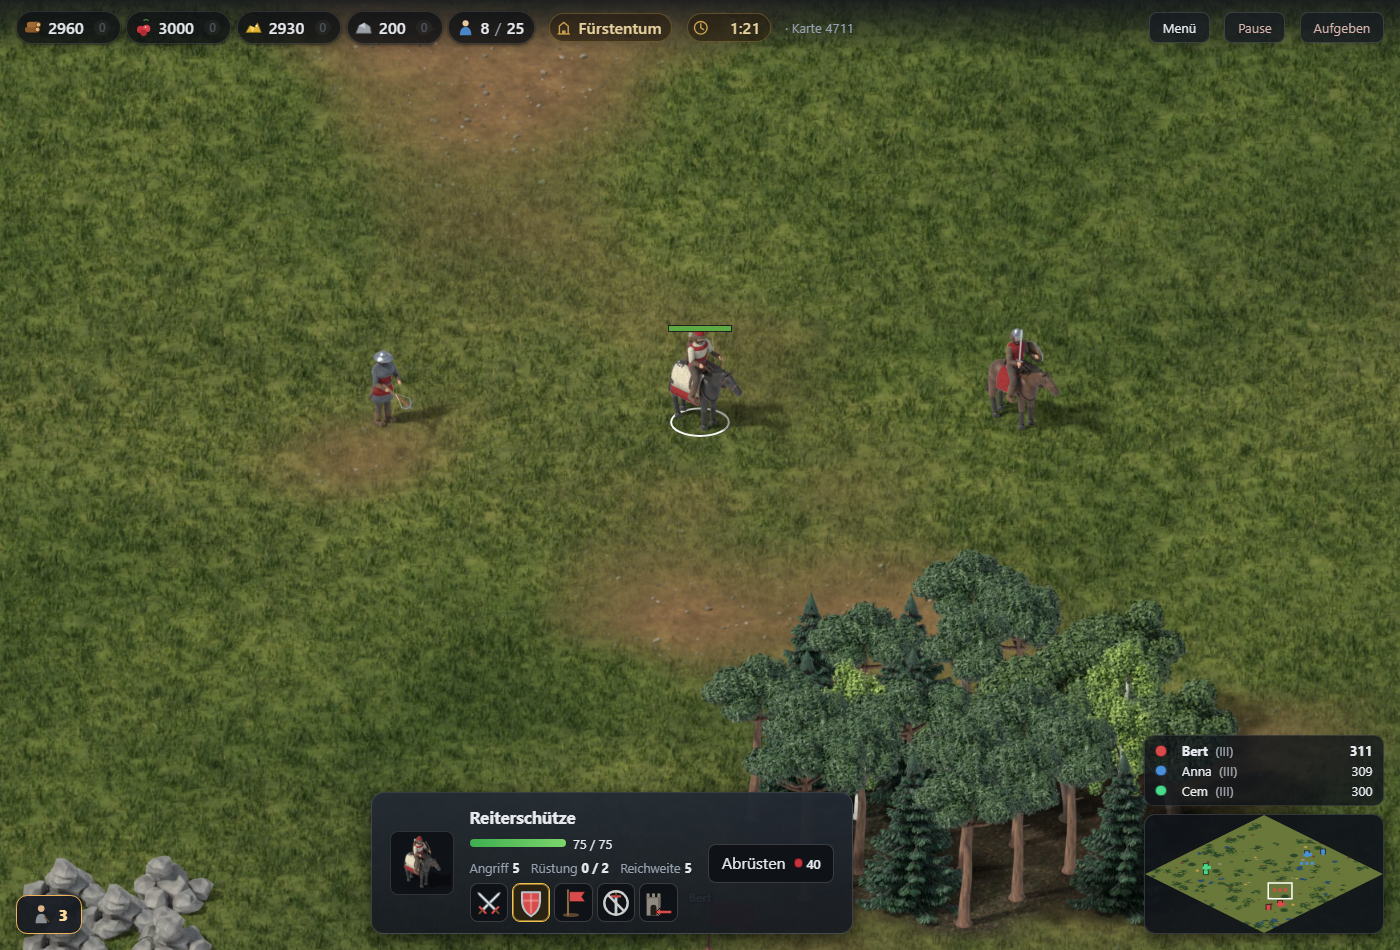 2960 0 3000 0 2930 0 200 0 8 / 25 Fürstentum 1:21 · Karte 4711 Menü Pause Aufgeben
Bert (III) 311
Anna (III) 309
Cem (III) 300
Reiterschütze
75 / 75
Angriff 5 Rüstung 0 / 2 Reichweite 5
Abrüsten 40
Bert
3